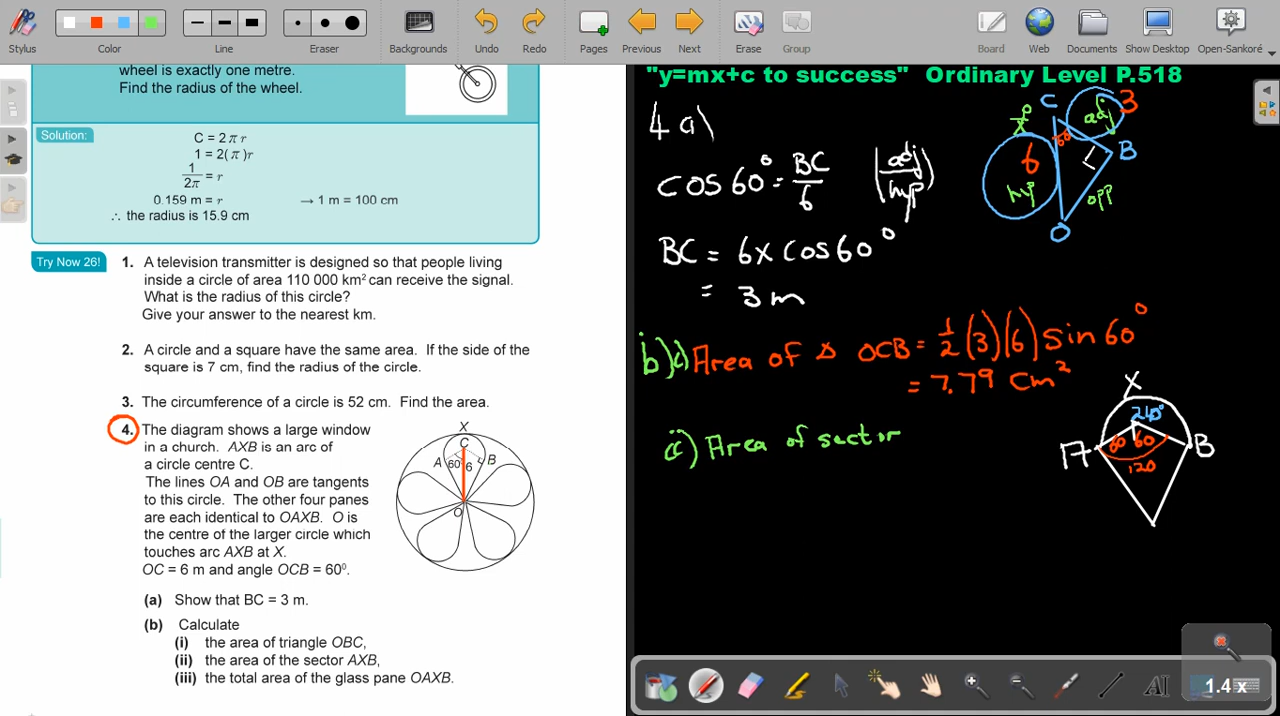 Stylus
Color
Line
Eraser
Backgrounds
Undo
Redo
Pages
Previous
Next
Erase
Group
Board
Web
Documents
Show Desktop
Open-Sankoré
wheel is exactly one metre.
Find the radius of the wheel.
Solution:
C = 2 π r
1 = 2(π)r
1/2π = r
0.159 m = r → 1 m = 100 cm
∴ the radius is 15.9 cm
Try Now 26!
1. A television transmitter is designed so that people living
inside a circle of area 110 000 km² can receive the signal.
What is the radius of this circle?
Give your answer to the nearest km.
2. A circle and a square have the same area. If the side of the
square is 7 cm, find the radius of the circle.
3. The circumference of a circle is 52 cm. Find the area.
4. The diagram shows a large window
in a church. AXB is an arc of
a circle centre C.
The lines OA and OB are tangents
to this circle. The other four panes
are each identical to OAXB. O is
the centre of the larger circle which
touches arc AXB at X.
OC = 6 m and angle OCB = 60⁰.
(a) Show that BC = 3 m.
(b) Calculate
(i) the area of triangle OBC,
(ii) the area of the sector AXB,
(iii) the total area of the glass pane OAXB.
X
C
A 60° 6 B
O
"y=mx+c to success" Ordinary Level P.518
4 a)
C
adj
3
60
B
6
hyp
opp
O
cos 60° = BC/6 (adj/hyp)
BC = 6 x cos 60°
= 3 m
b) i) Area of Δ OCB = 1/2 (3)(6) Sin 60°
= 7.79 cm²
ii) Area of sector
X
240°
60 60
A
B
120
1.4 x